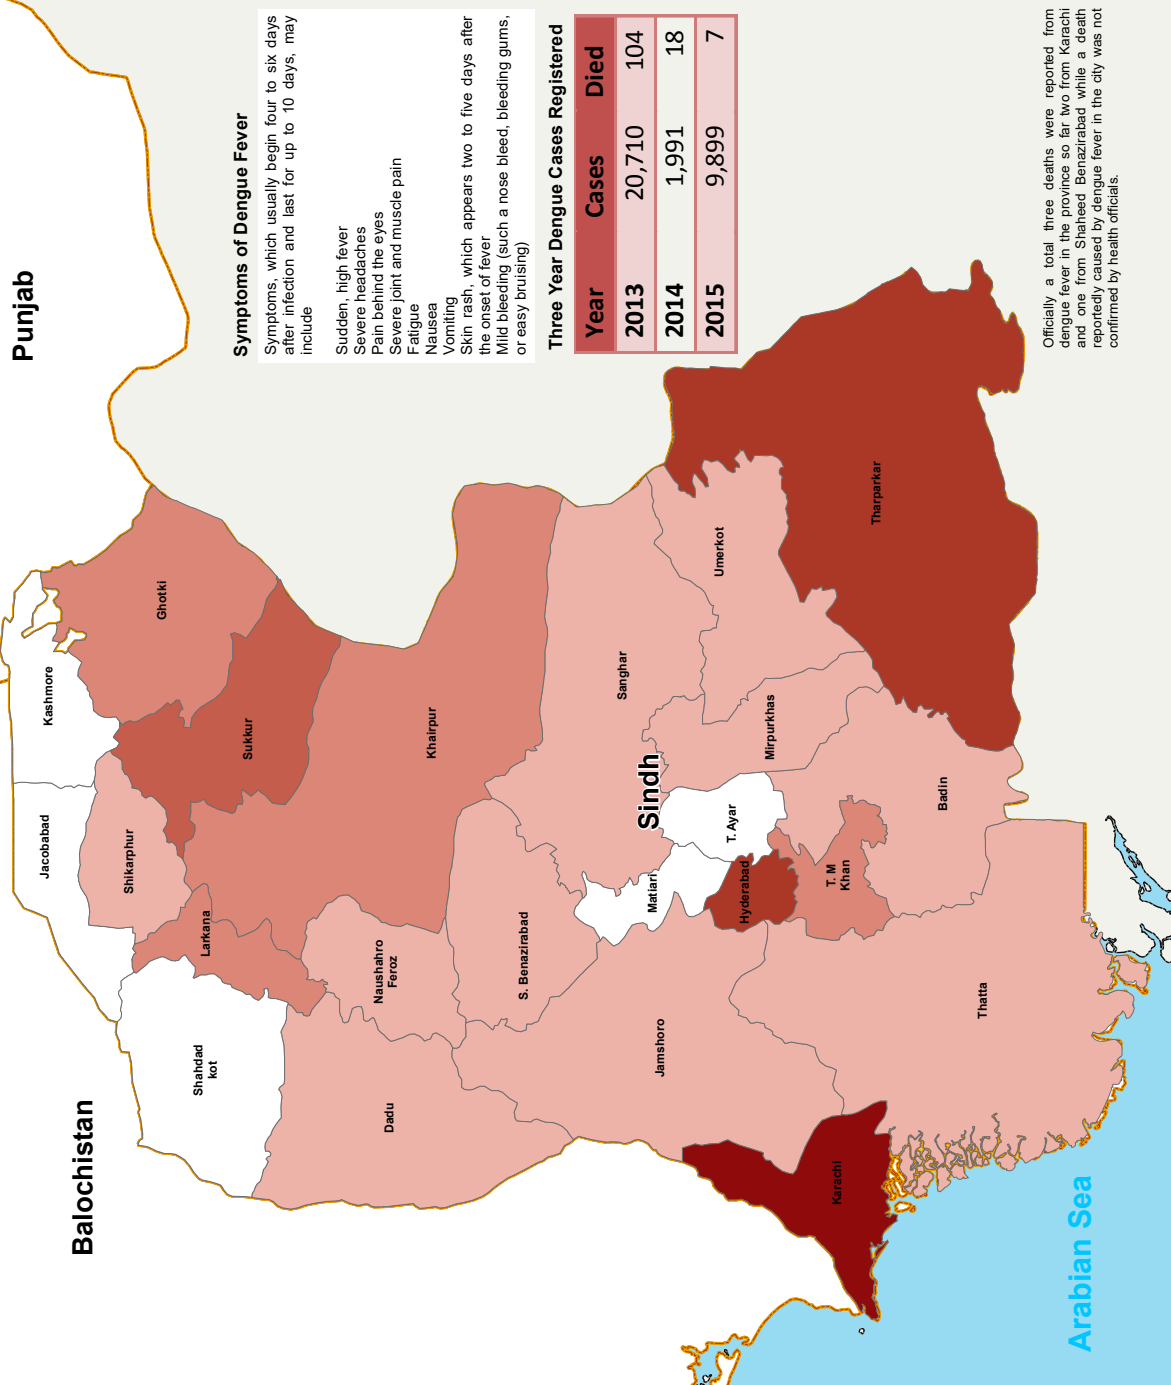 Punjab
Balochistan
Kashmore
Jacobabad
Ghotki
Shikarphur
Sukkur
Larkana
Shahdad
kot
Khairpur
Naushahro
Feroz
Dadu
S. Benazirabad
Sanghar
Sindh
Matiari
T. Ayar
Umerkot
Mirpurkhas
Hyderabad
T. M
Khan
Jamshoro
Tharparkar
Badin
Thatta
Karachi
Arabian Sea
Symptoms of Dengue Fever
Symptoms, which usually begin four to six days
after infection and last for up to 10 days, may
include
Sudden, high fever
Severe headaches
Pain behind the eyes
Severe joint and muscle pain
Fatigue
Nausea
Vomiting
Skin rash, which appears two to five days after
the onset of fever
Mild bleeding (such a nose bleed, bleeding gums,
or easy bruising)
Three Year Dengue Cases Registered
Year Cases Died
2013 20,710 104
2014 1,991 18
2015 9,899 7
Officially a total three deaths were reported from
dengue fever in the province so far two from Karachi
and one from Shaheed Benazirabad while a death
reportedly caused by dengue fever in the city was not
confirmed by health officials.